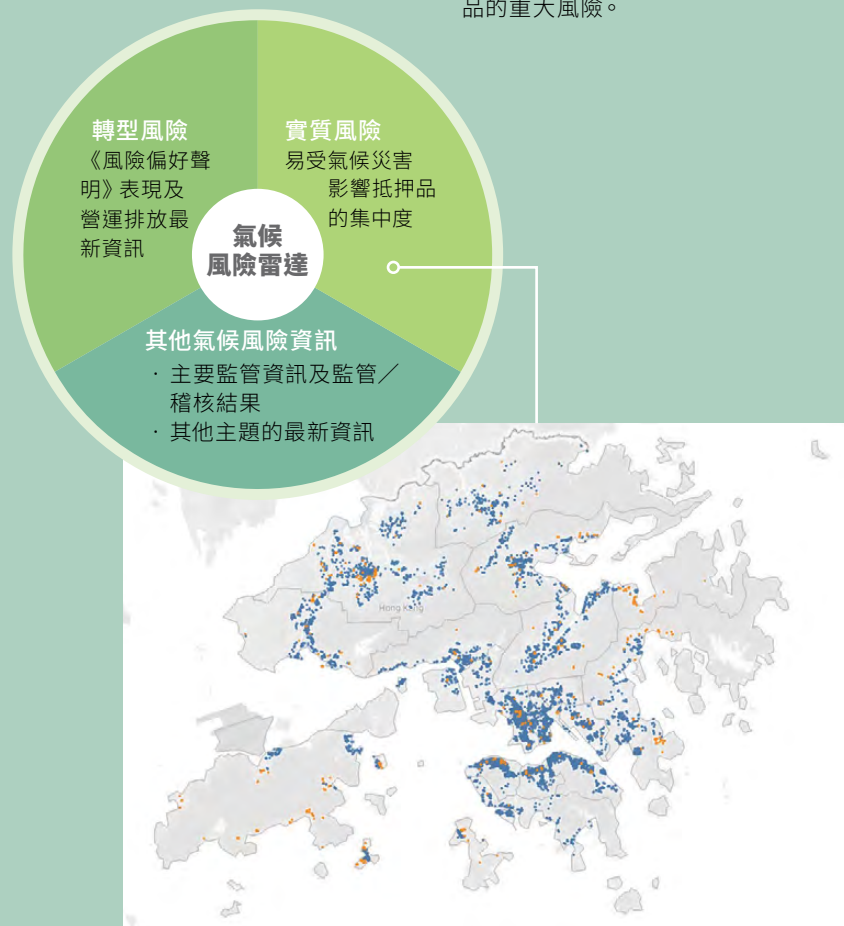 品的重大風險。
轉型風險
《風險偏好聲
明》表現及
營運排放最
新資訊
實質風險
易受氣候災害
影響抵押品
的集中度
氣候
風險雷達
其他氣候風險資訊
· 主要監管資訊及監管／
稽核結果
· 其他主題的最新資訊
Hong Kong